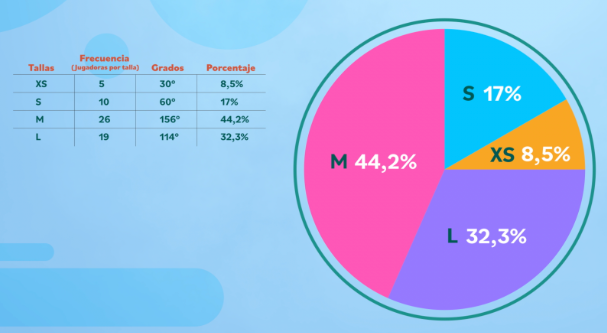 Tallas Frecuencia (Jugadoras por talla) Grados Porcentaje
XS 5 30° 8,5%
S 10 60° 17%
M 26 156° 44,2%
L 19 114° 32,3%
S 17%
XS 8,5%
M 44,2%
L 32,3%